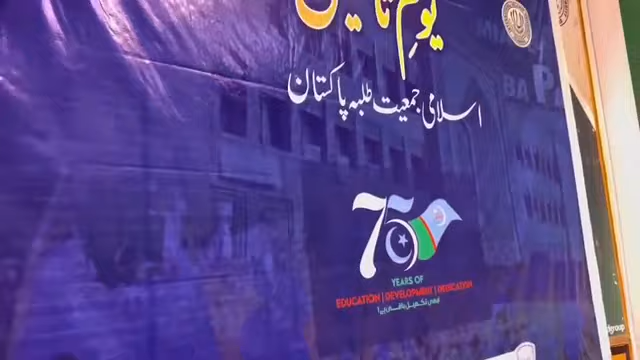 یومِ تاسیس
اسلامی جمعیت طلبہ پاکستان
75
YEARS OF
EDUCATION | DEVELOPMENT | DEDICATION